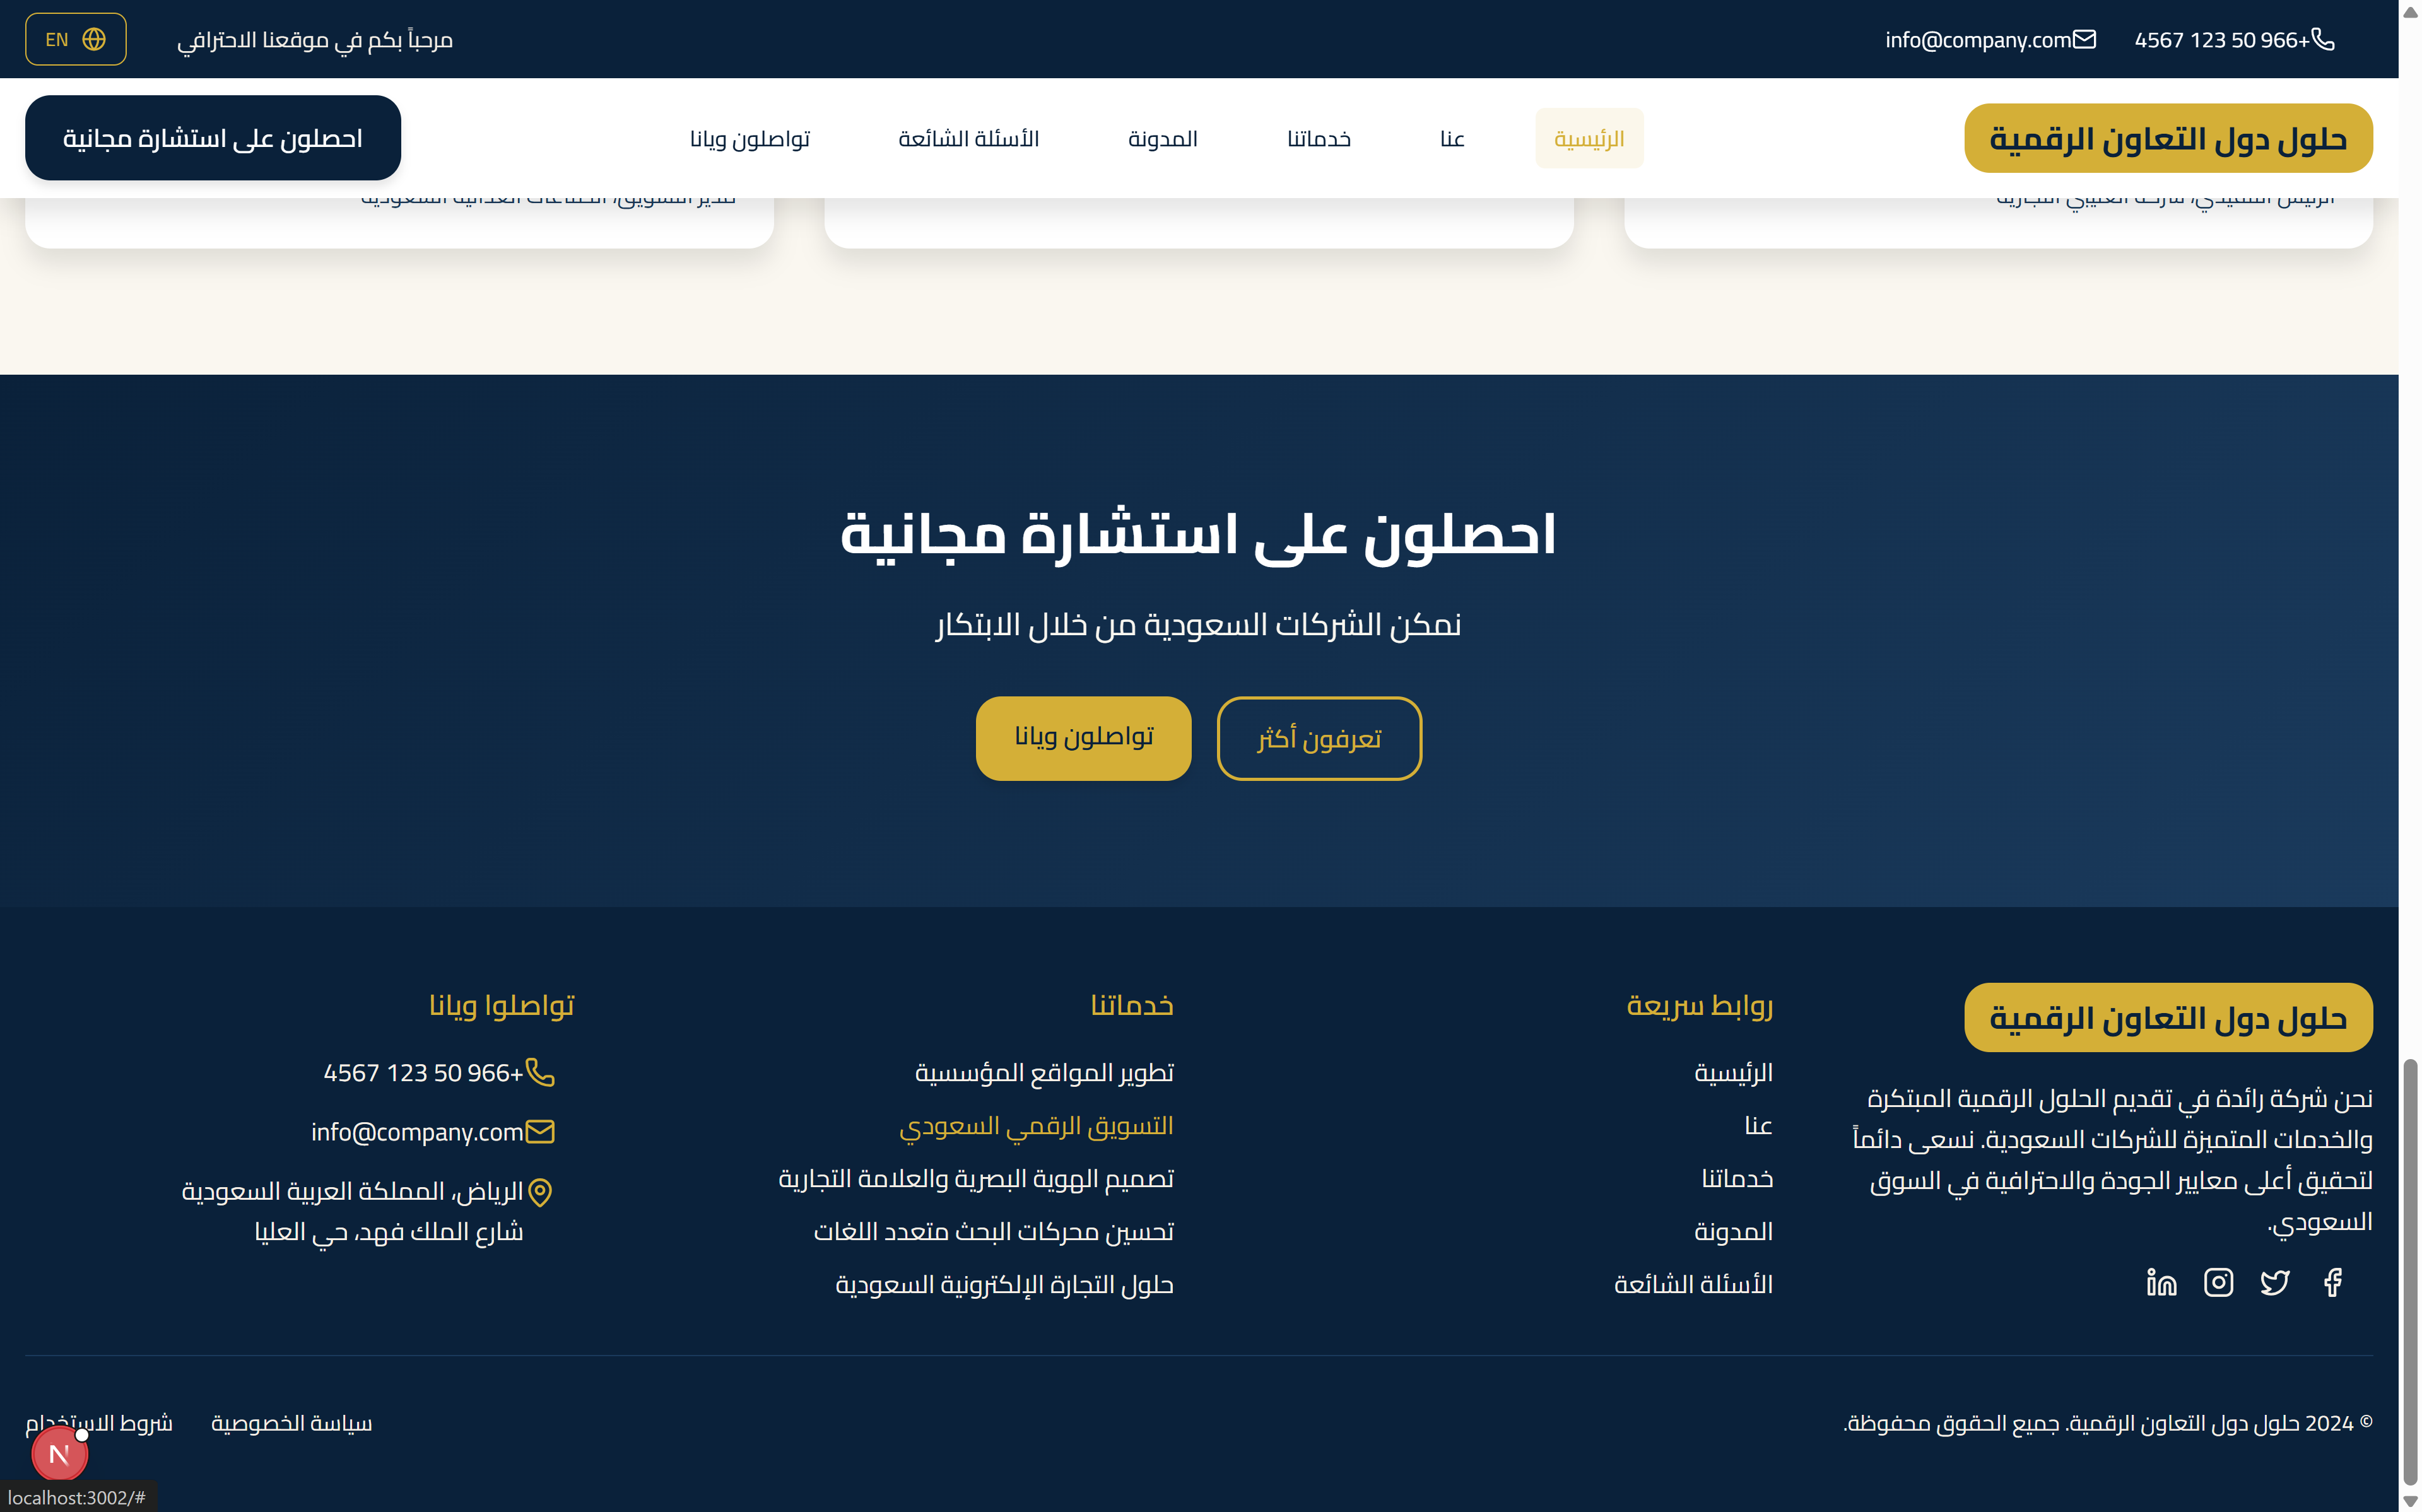 4567 123 50 966+
info@company.com
مرحباً بكم في موقعنا الاحترافي
EN
حلول دول التعاون الرقمية
الرئيسية
عنا
خدماتنا
المدونة
الأسئلة الشائعة
تواصلون ويانا
احصلون على استشارة مجانية
احصلون على استشارة مجانية
نمكن الشركات السعودية من خلال الابتكار
تعرفون أكثر
تواصلون ويانا
حلول دول التعاون الرقمية
نحن شركة رائدة في تقديم الحلول الرقمية المبتكرة
والخدمات المتميزة للشركات السعودية. نسعى دائماً
لتحقيق أعلى معايير الجودة والاحترافية في السوق
السعودي.
روابط سريعة
الرئيسية
عنا
خدماتنا
المدونة
الأسئلة الشائعة
خدماتنا
تطوير المواقع المؤسسية
التسويق الرقمي السعودي
تصميم الهوية البصرية والعلامة التجارية
تحسين محركات البحث متعدد اللغات
حلول التجارة الإلكترونية السعودية
تواصلوا ويانا
4567 123 50 966+
info@company.com
الرياض، المملكة العربية السعودية
شارع الملك فهد، حي العليا
© 2024 حلول دول التعاون الرقمية. جميع الحقوق محفوظة.
سياسة الخصوصية
شروط الاستخدام
N
localhost:3002/#